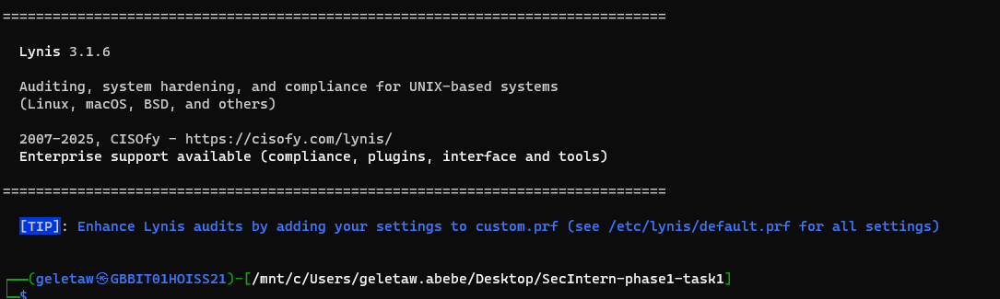 ================================================================================
Lynis 3.1.6
Auditing, system hardening, and compliance for UNIX-based systems
(Linux, macOS, BSD, and others)
2007-2025, CISOfy - https://cisofy.com/lynis/
Enterprise support available (compliance, plugins, interface and tools)
================================================================================
[TIP]: Enhance Lynis audits by adding your settings to custom.prf (see /etc/lynis/default.prf for all settings)
┌──(geletaw㉿GBBIT01HOISS21)-[/mnt/c/Users/geletaw.abebe/Desktop/SecIntern-phase1-task1]
└─$